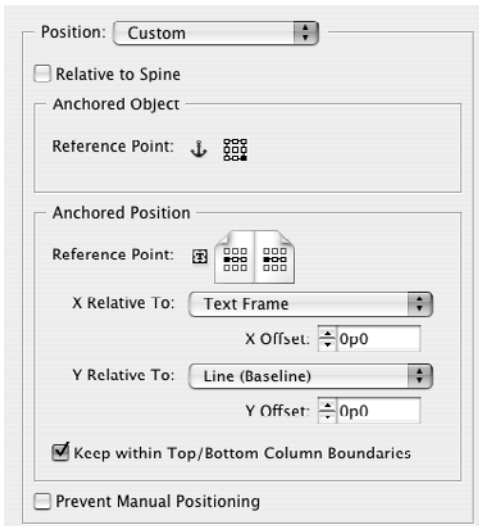 Position: Custom
Relative to Spine
Anchored Object
Reference Point:
Anchored Position
Reference Point:
X Relative To: Text Frame
X Offset: 0p0
Y Relative To: Line (Baseline)
Y Offset: 0p0
Keep within Top/Bottom Column Boundaries
Prevent Manual Positioning